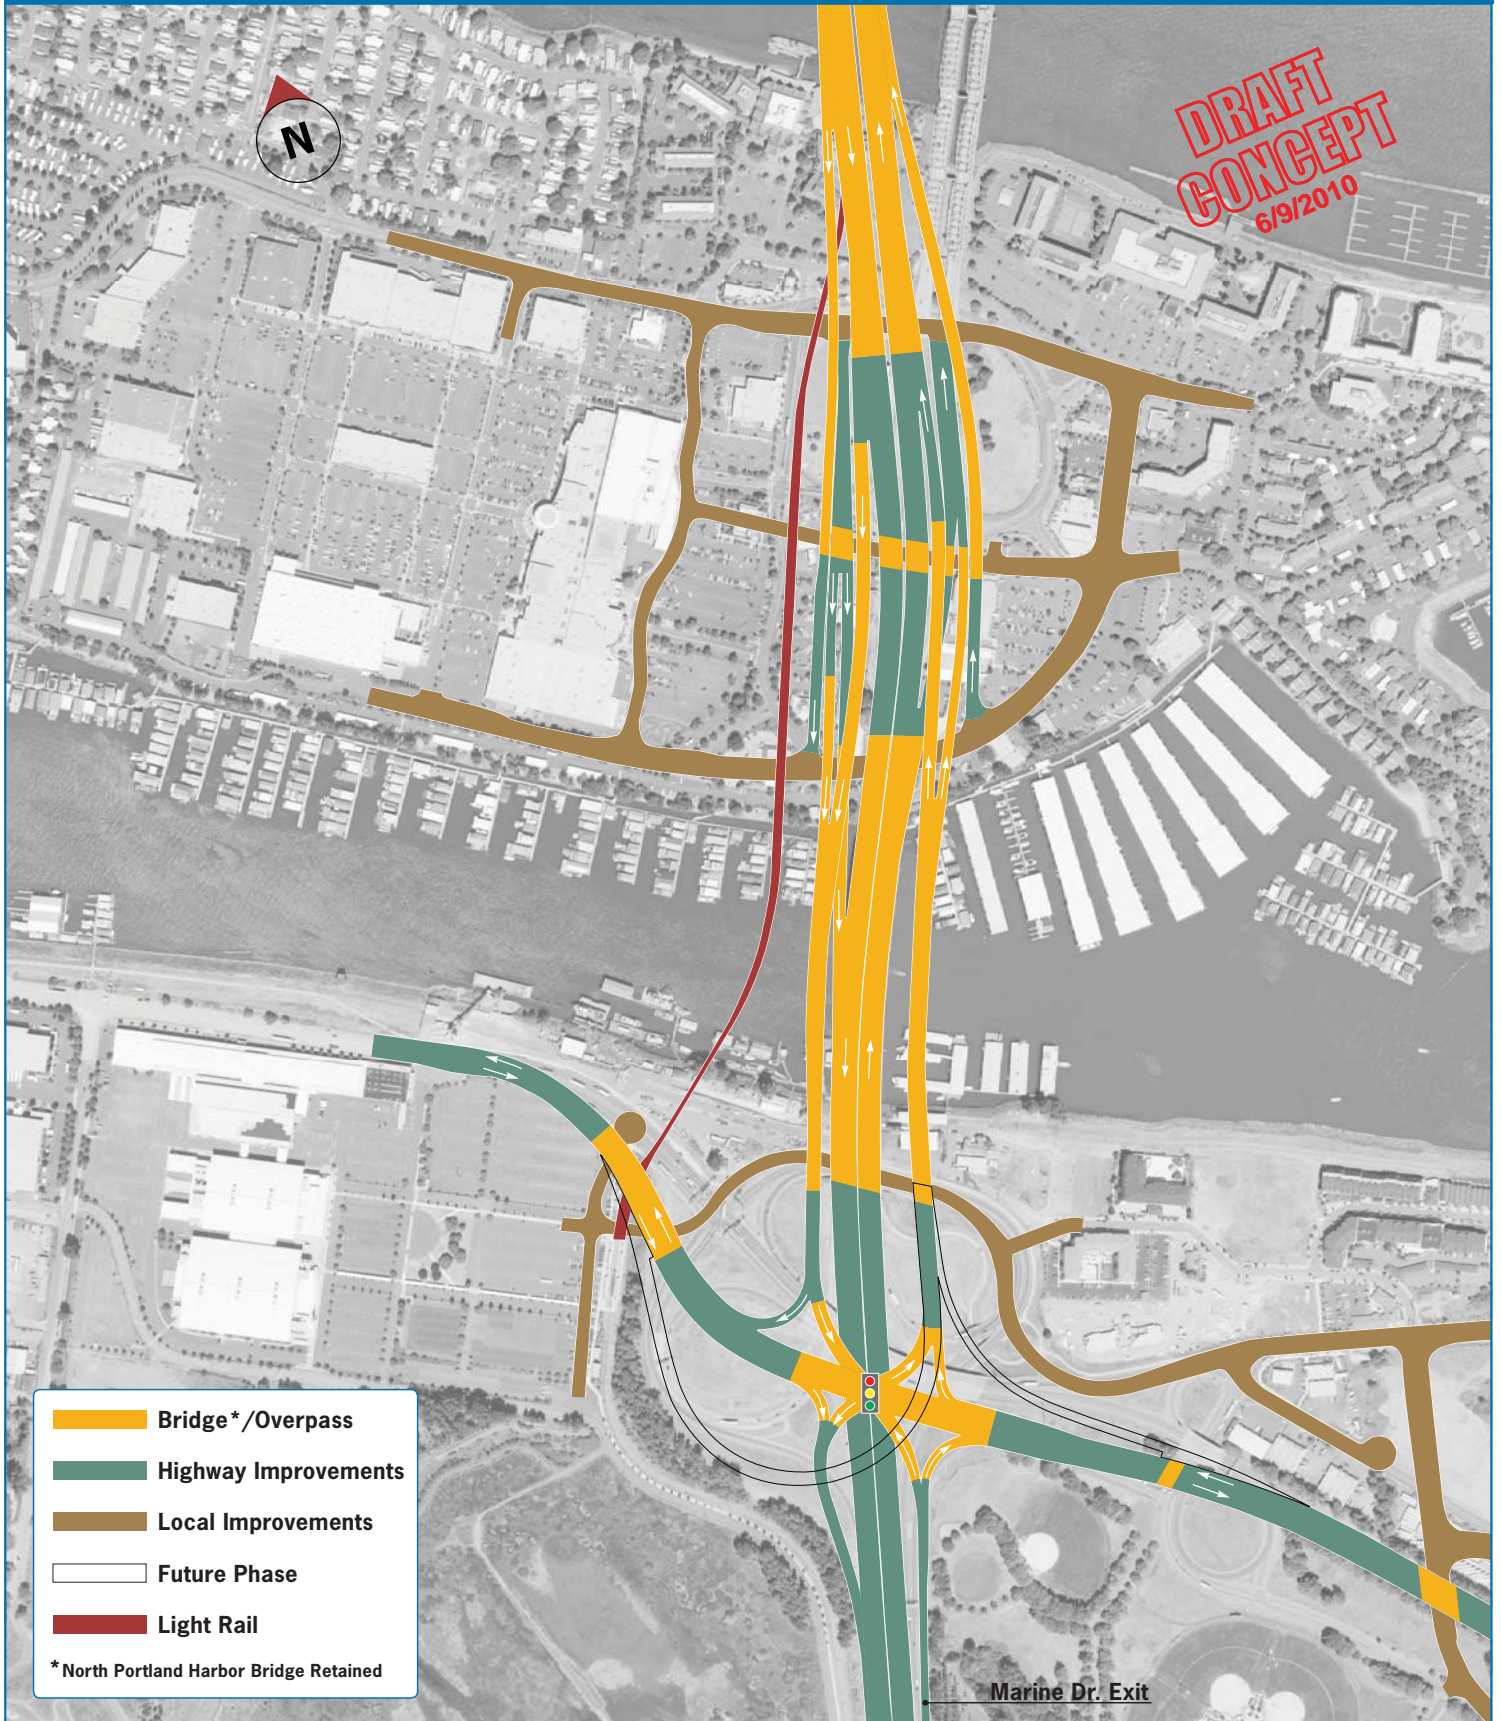 N
DRAFT
CONCEPT
6/9/2010
Bridge*/Overpass
Highway Improvements
Local Improvements
Future Phase
Light Rail
*North Portland Harbor Bridge Retained
Marine Dr. Exit